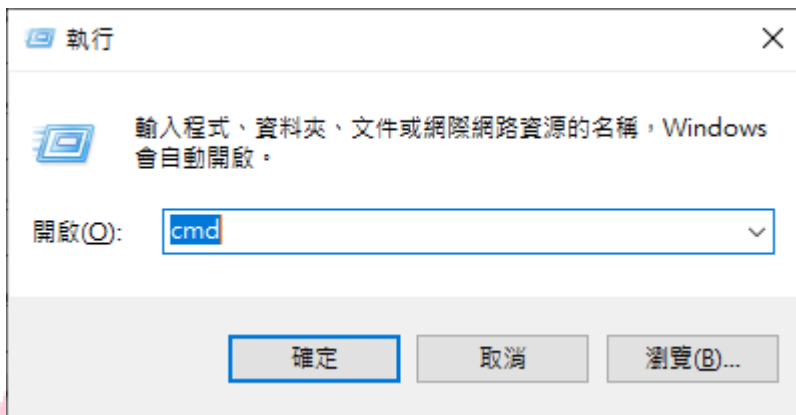 執行
輸入程式、資料夾、文件或網際網路資源的名稱，Windows
會自動開啟。
開啟(O):
cmd
確定
取消
瀏覽(B)...